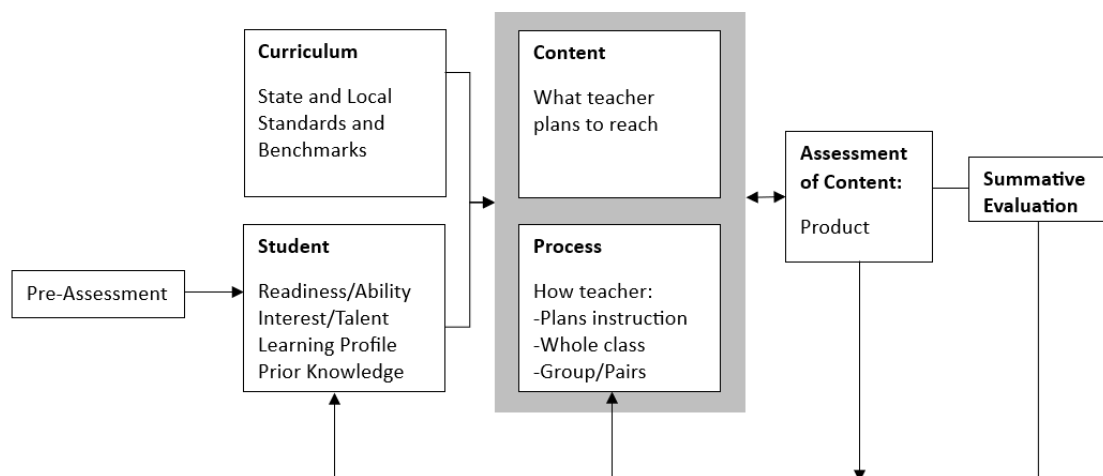 Curriculum
State and Local
Standards and
Benchmarks
Content
What teacher
plans to reach
Assessment
of Content:
Product
Summative
Evaluation
Pre-Assessment
Student
Readiness/Ability
Interest/Talent
Learning Profile
Prior Knowledge
Process
How teacher:
-Plans instruction
-Whole class
-Group/Pairs